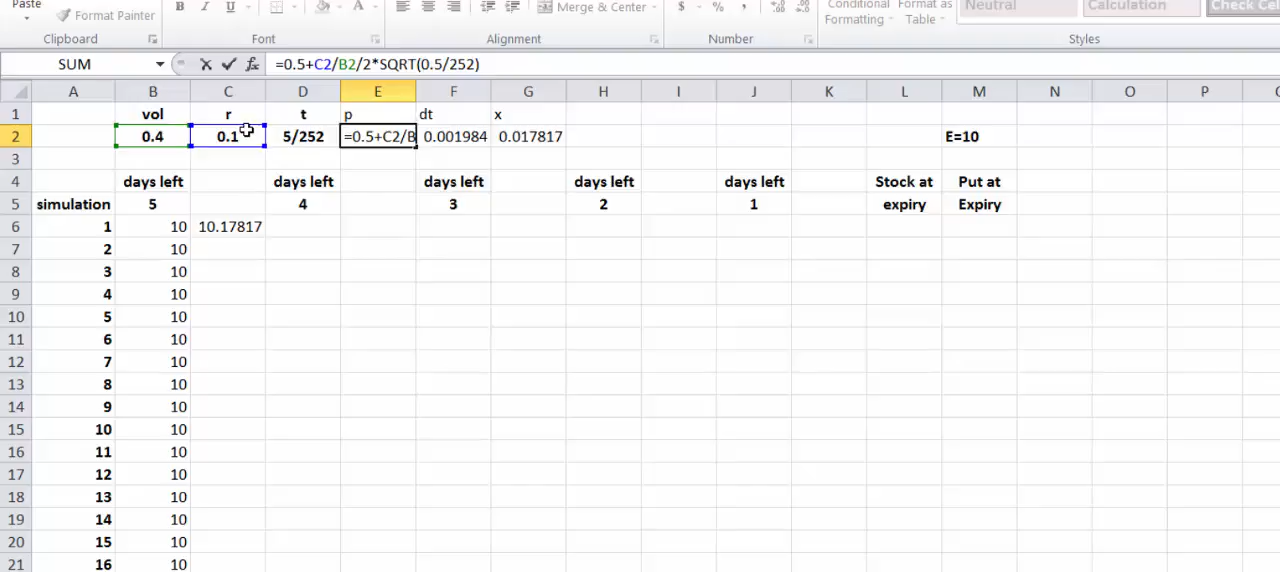 Paste
Format Painter
B I U A
Merge & Center
$ % ,
Conditional Formatting
Format as Table
Neutral
Calculation
Check Cel
Clipboard
Font
Alignment
Number
Styles
SUM
fx
=0.5+C2/B2/2*SQRT(0.5/252)
A B C D E F G H I J K L M N O P
1 vol r t p dt x
2 0.4 0.1 5/252 =0.5+C2/B 0.001984 0.017817 E=10
3
4 days left days left days left days left days left Stock at Put at
5 simulation 5 4 3 2 1 expiry Expiry
6 1 10 10.17817
7 2 10
8 3 10
9 4 10
10 5 10
11 6 10
12 7 10
13 8 10
14 9 10
15 10 10
16 11 10
17 12 10
18 13 10
19 14 10
20 15 10
21 16 10